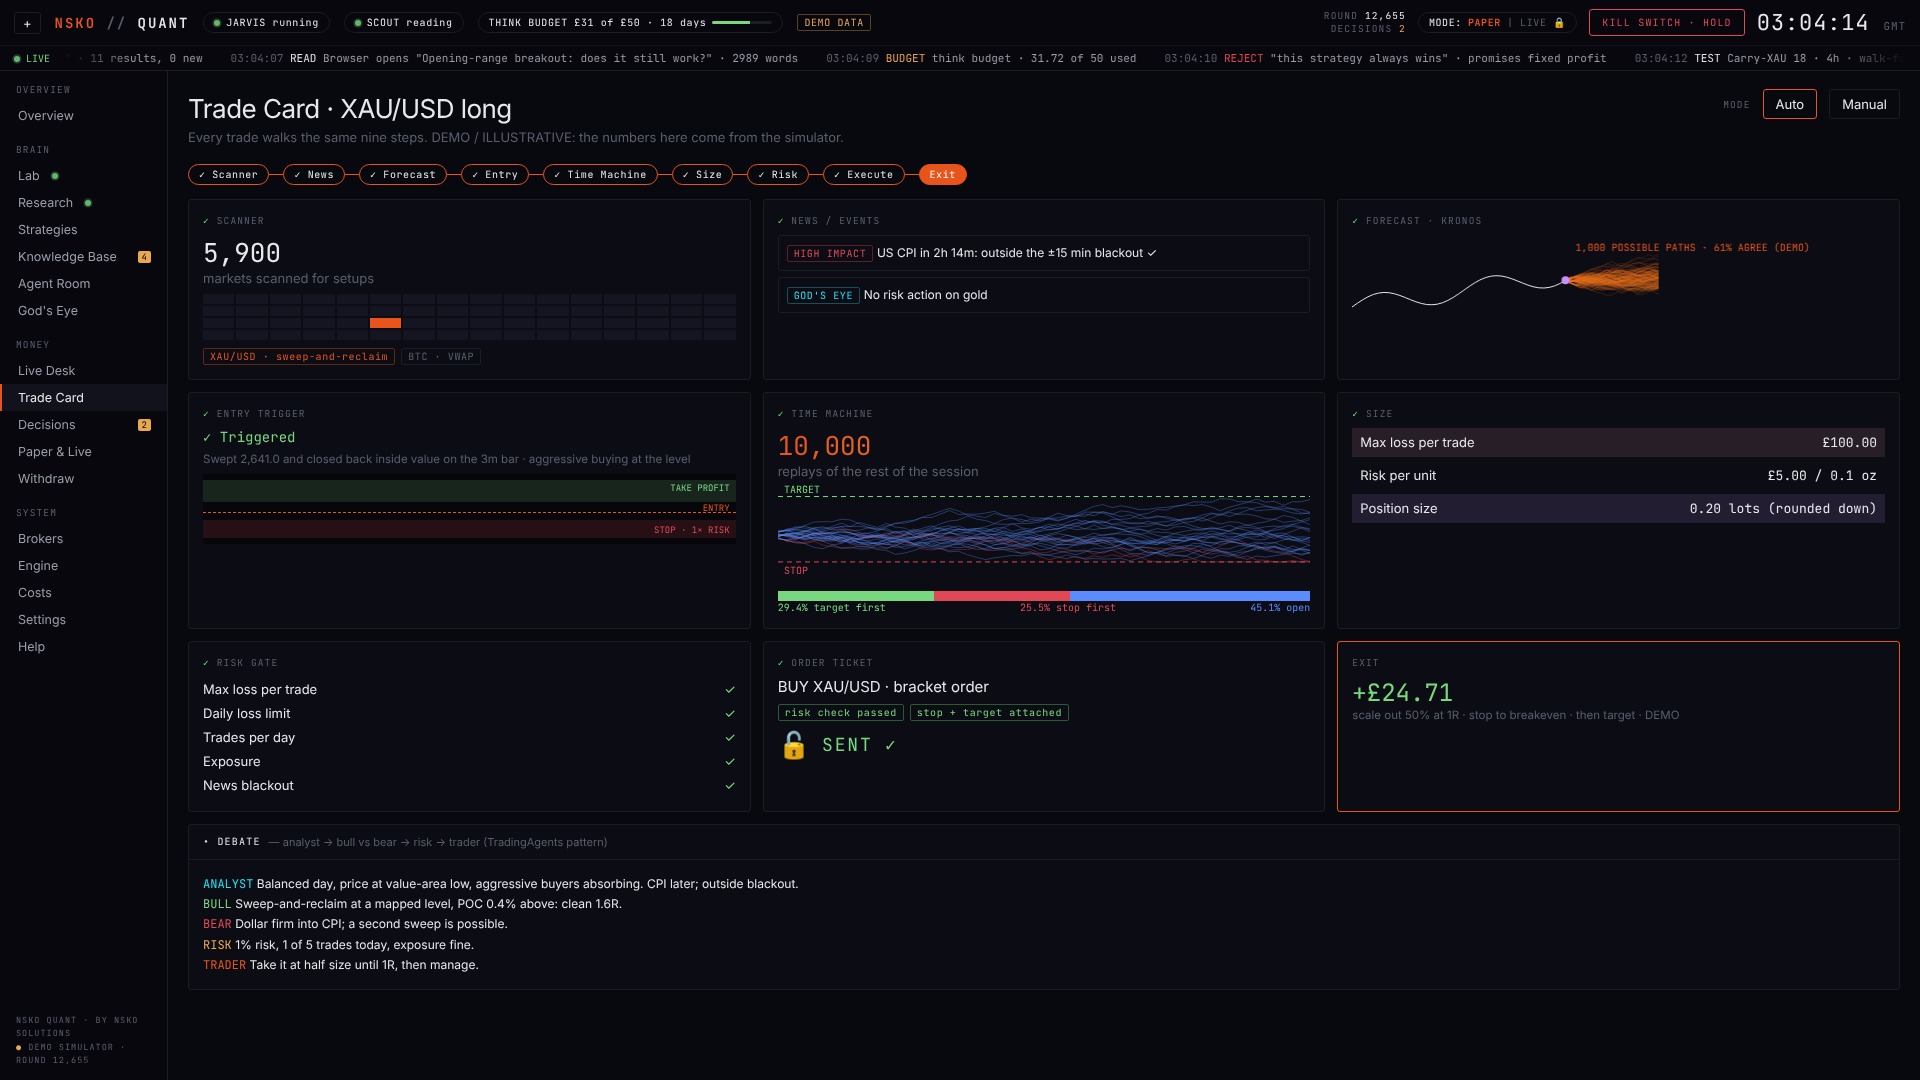 + NSKO // QUANT JARVIS running SCOUT reading THINK BUDGET £31 of £50 · 18 days DEMO DATA ROUND 12,655 DECISIONS 2 MODE: PAPER | LIVE KILL SWITCH · HOLD 03:04:14 GMT
LIVE · 11 results, 0 new 03:04:07 READ Browser opens "Opening-range breakout: does it still work?" · 2989 words 03:04:09 BUDGET think budget · 31.72 of 50 used 03:04:10 REJECT "this strategy always wins" · promises fixed profit 03:04:12 TEST Carry-XAU 18 · 4h ·
OVERVIEW
Overview
BRAIN
Lab
Research
Strategies
Knowledge Base 4
Agent Room
God's Eye
MONEY
Live Desk
Trade Card
Decisions 2
Paper & Live
Withdraw
SYSTEM
Brokers
Engine
Costs
Settings
Help
NSKO QUANT · BY NSKO
SOLUTIONS
DEMO SIMULATOR ·
ROUND 12,655
Trade Card · XAU/USD long
Every trade walks the same nine steps. DEMO / ILLUSTRATIVE: the numbers here come from the simulator.
MODE Auto Manual
✓ Scanner ✓ News ✓ Forecast ✓ Entry ✓ Time Machine ✓ Size ✓ Risk ✓ Execute Exit
✓ SCANNER
5,900
markets scanned for setups
XAU/USD · sweep-and-reclaim BTC · VWAP
✓ NEWS / EVENTS
HIGH IMPACT US CPI in 2h 14m: outside the ±15 min blackout ✓
GOD'S EYE No risk action on gold
✓ FORECAST · KRONOS
1,000 POSSIBLE PATHS · 61% AGREE (DEMO)
✓ ENTRY TRIGGER
✓ Triggered
Swept 2,641.0 and closed back inside value on the 3m bar · aggressive buying at the level
TAKE PROFIT
ENTRY
STOP · 1× RISK
✓ TIME MACHINE
10,000
replays of the rest of the session
TARGET
STOP
29.4% target first 25.5% stop first 45.1% open
✓ SIZE
Max loss per trade £100.00
Risk per unit £5.00 / 0.1 oz
Position size 0.20 lots (rounded down)
✓ RISK GATE
Max loss per trade ✓
Daily loss limit ✓
Trades per day ✓
Exposure ✓
News blackout ✓
✓ ORDER TICKET
BUY XAU/USD · bracket order
risk check passed stop + target attached
SENT ✓
EXIT
+£24.71
scale out 50% at 1R · stop to breakeven · then target · DEMO
• DEBATE — analyst → bull vs bear → risk → trader (TradingAgents pattern)
ANALYST Balanced day, price at value-area low, aggressive buyers absorbing. CPI later; outside blackout.
BULL Sweep-and-reclaim at a mapped level, POC 0.4% above: clean 1.6R.
BEAR Dollar firm into CPI; a second sweep is possible.
RISK 1% risk, 1 of 5 trades today, exposure fine.
TRADER Take it at half size until 1R, then manage.